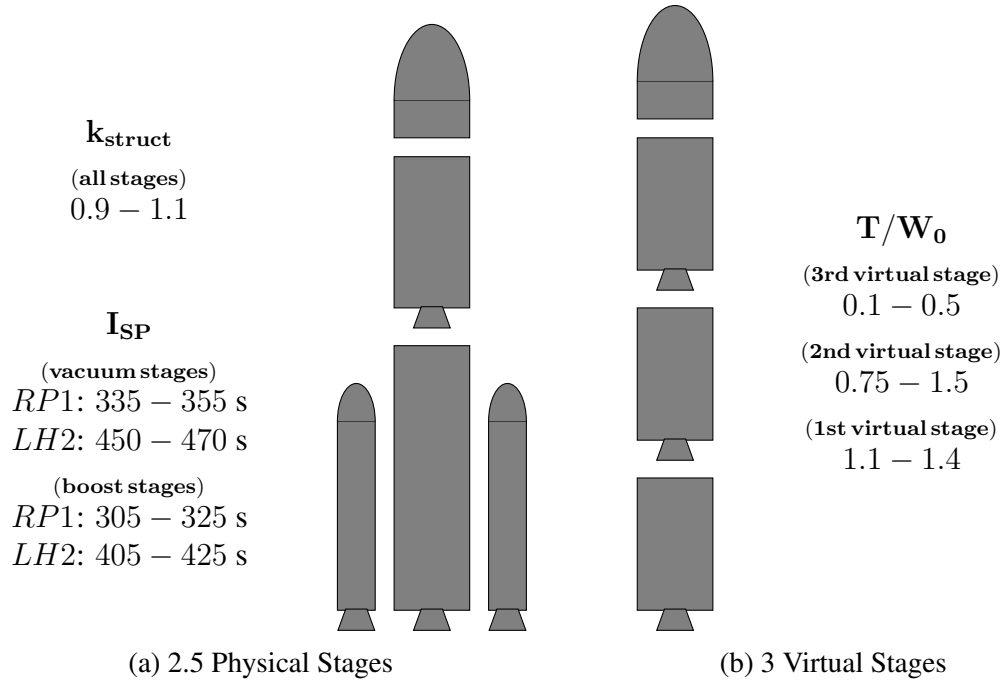 k_struct
(all stages)
0.9 – 1.1
I_SP
(vacuum stages)
RP1: 335 – 355 s
LH2: 450 – 470 s
(boost stages)
RP1: 305 – 325 s
LH2: 405 – 425 s
(a) 2.5 Physical Stages
T/W_0
(3rd virtual stage)
0.1 – 0.5
(2nd virtual stage)
0.75 – 1.5
(1st virtual stage)
1.1 – 1.4
(b) 3 Virtual Stages